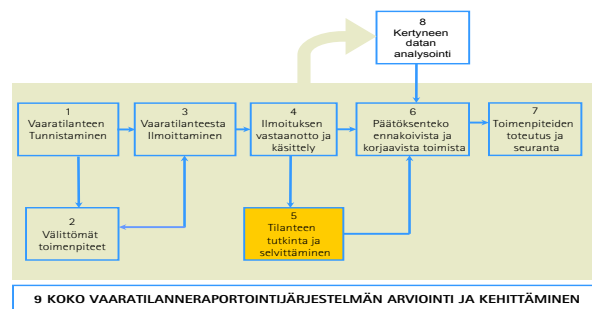 8
Kertyneen
datan
analysointi
1
Vaaratilanteen
Tunnistaminen
3
Vaaratilanteesta
Ilmoittaminen
4
Ilmoituksen
vastaanotto ja
käsittely
6
Päätöksenteko
ennakoivista ja
korjaavista toimista
7
Toimenpiteiden
toteutus ja
seuranta
2
Välittömät
toimenpiteet
5
Tilanteen
tutkinta ja
selvittäminen
9 KOKO VAARATILANNERAPORTOINTIJÄRJESTELMÄN ARVIOINTI JA KEHITTÄMINEN